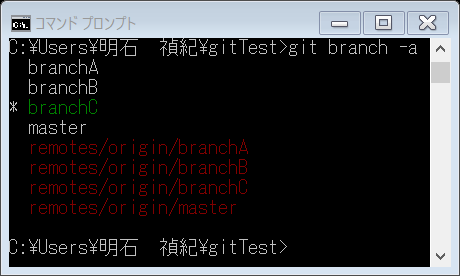 コマンド プロンプト
C:¥Users¥明石　禎紀¥gitTest>git branch -a
  branchA
  branchB
* branchC
  master
  remotes/origin/branchA
  remotes/origin/branchB
  remotes/origin/branchC
  remotes/origin/master
C:¥Users¥明石　禎紀¥gitTest>